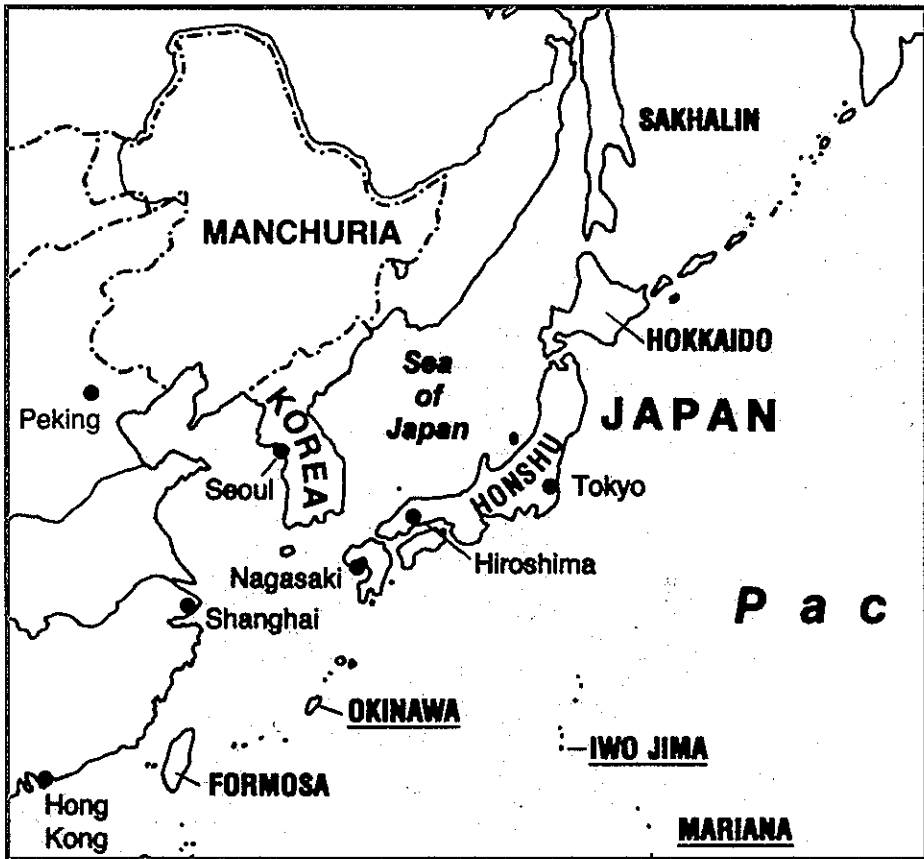 SAKHALIN
MANCHURIA
HOKKAIDO
Sea
of
Japan
JAPAN
Peking
KOREA
Seoul
HONSHU
Tokyo
Hiroshima
Nagasaki
Shanghai
P a c
OKINAWA
IWO JIMA
FORMOSA
Hong
Kong
MARIANA